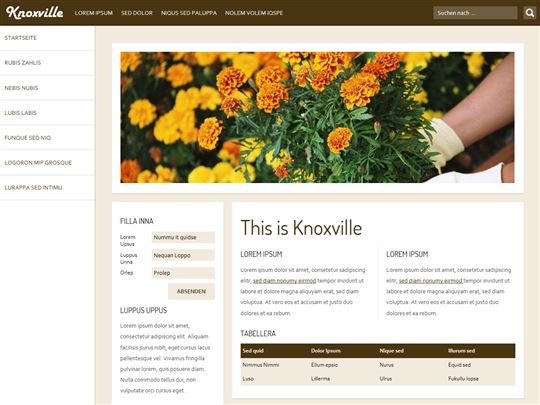 Knoxville LOREM IPSUM SED DOLOR NIQUS SED PALUPPA NOLEM VOLEM IQSPE Suchen nach ...
STARTSEITE
RUBIS ZAHLIS
NEBIS NUBIS
LUBIS LABIS
FUNQUE SED NIQ
LOGORON MIP GROSQUE
LURAPPA SED INTIMU
FILLA INNA
Lorem Upsus
Nummu it quidse
Luppus Unna
Nequan Loppo
Orlep
Prolep
ABSENDEN
LUPPUS UPPUS
Lorem ipsum dolor sit amet,
consetetur adipiscing elit. Aliquam
facilisis purus nibh, eget cursus lacus
pellentesque vel. Vivamus fringilla
pulvinar lorem, quis posuere diam.
Nulla commodo tellus dui, non
vulputate orci cursus eget.
This is Knoxville
LOREM IPSUM
Lorem ipsum dolor sit amet, consetetur sadipscing
elitr, sed diam nonumy eirmod tempor invidunt ut
labore et dolore magna aliquyam erat, sed diam
voluptua. At vero eos et accusam et justo duo
dolores et ea rebum.
LOREM IPSUM
Lorem ipsum dolor sit amet, consetetur sadipscing
elitr, sed diam nonumy eirmod tempor invidunt ut
labore et dolore magna aliquyam erat, sed diam
voluptua. At vero eos et accusam et justo duo
dolores et ea rebum.
TABELLERA
Sed quid Dolor Ipsum Nique sed Illurum sed
Nimmus Nimmi Ellum epsio Nurus Equid sed
Luso Lillerma Ulrus Fukullu lopsa